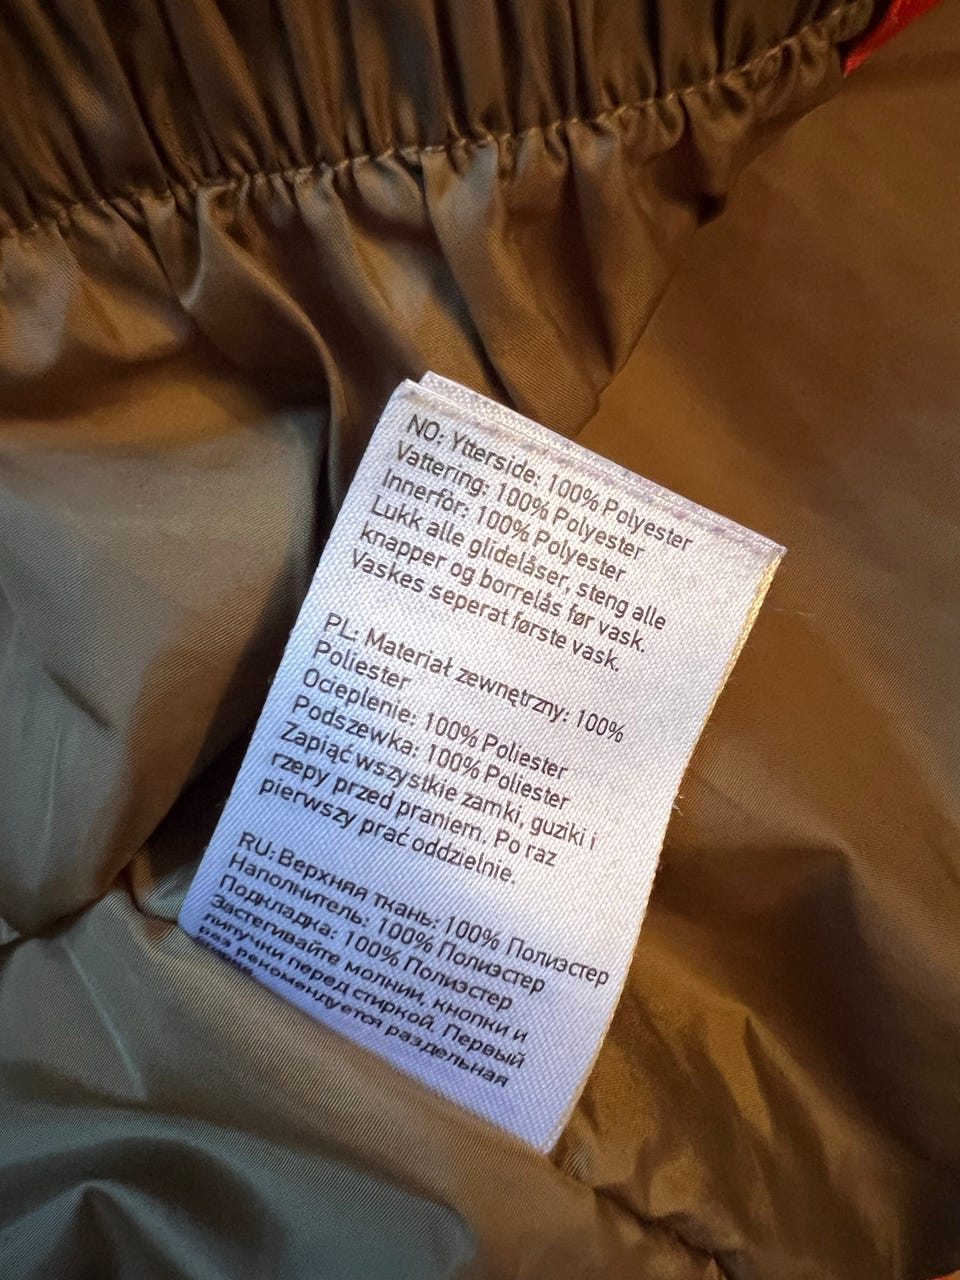 NO: Ytterside: 100% Polyester
Vattering: 100% Polyester
Innerfôr: 100% Polyester
Lukk alle glidelåser, steng alle
knapper og borrelås før vask.
Vaskes seperat første vask.
PL: Materiał zewnętrzny: 100%
Poliester
Ocieplenie: 100% Poliester
Podszewka: 100% Poliester
Zapiąć wszystkie zamki, guziki i
rzepy przed praniem. Po raz
pierwszy prać oddzielnie.
RU: Верхняя ткань: 100% Полиэстер
Наполнитель: 100% Полиэстер
Подкладка: 100% Полиэстер
Застегивайте молнии, кнопки и
липучки перед стиркой. Первый
раз рекомендуется раздельная